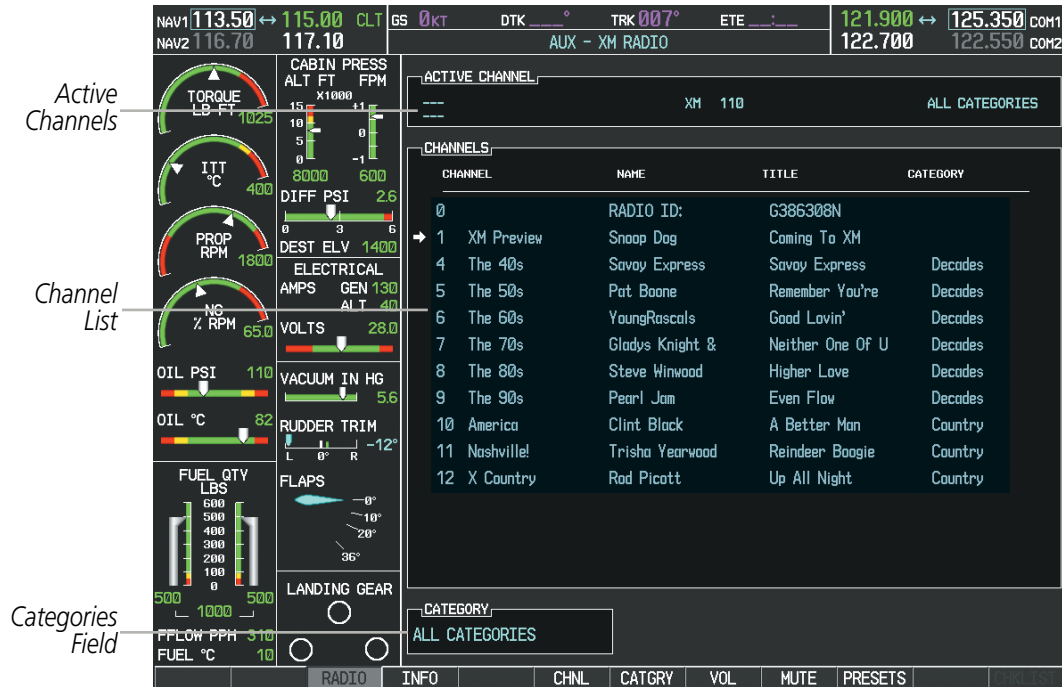 NAV1 113.50 ↔ 115.00 CLT GS 0KT DTK ___° TRK 007° ETE __:__ 121.900 ↔ 125.350 COM1
NAV2 116.70 117.10 AUX - XM RADIO 122.700 122.550 COM2
Active Channels
Channel List
Categories Field
TORQUE LB-FT 1025
ITT °C 400
PROP RPM 1800
NG % RPM 65.0
OIL PSI 110
OIL °C 82
FUEL QTY
LBS
600
500
400
300
200
100
0
500 500
1000
FFLOW PPH 310
FUEL °C 10
CABIN PRESS
ALT FT FPM
X1000
15 +1
10
5 0
0 -1
8000 600
DIFF PSI 2.6
0 3 6
DEST ELV 1400
ELECTRICAL
AMPS GEN 130
ALT 40
VOLTS 28.0
VACUUM IN HG
5.6
RUDDER TRIM
-12°
L 0° R
FLAPS
0°
10°
20°
36°
LANDING GEAR
ACTIVE CHANNEL
--- XM 110 ALL CATEGORIES
---
CHANNELS
CHANNEL NAME TITLE CATEGORY
0 RADIO ID: G386308N
1 XM Preview Snoop Dog Coming To XM
4 The 40s Savoy Express Savoy Express Decades
5 The 50s Pat Boone Remember You're Decades
6 The 60s YoungRascals Good Lovin' Decades
7 The 70s Gladys Knight & Neither One Of U Decades
8 The 80s Steve Winwood Higher Love Decades
9 The 90s Pearl Jam Even Flow Decades
10 America Clint Black A Better Man Country
11 Nashville! Trisha Yearwood Reindeer Boogie Country
12 X Country Rod Picott Up All Night Country
CATEGORY
ALL CATEGORIES
RADIO INFO CHNL CATGRY VOL MUTE PRESETS CHKLIST